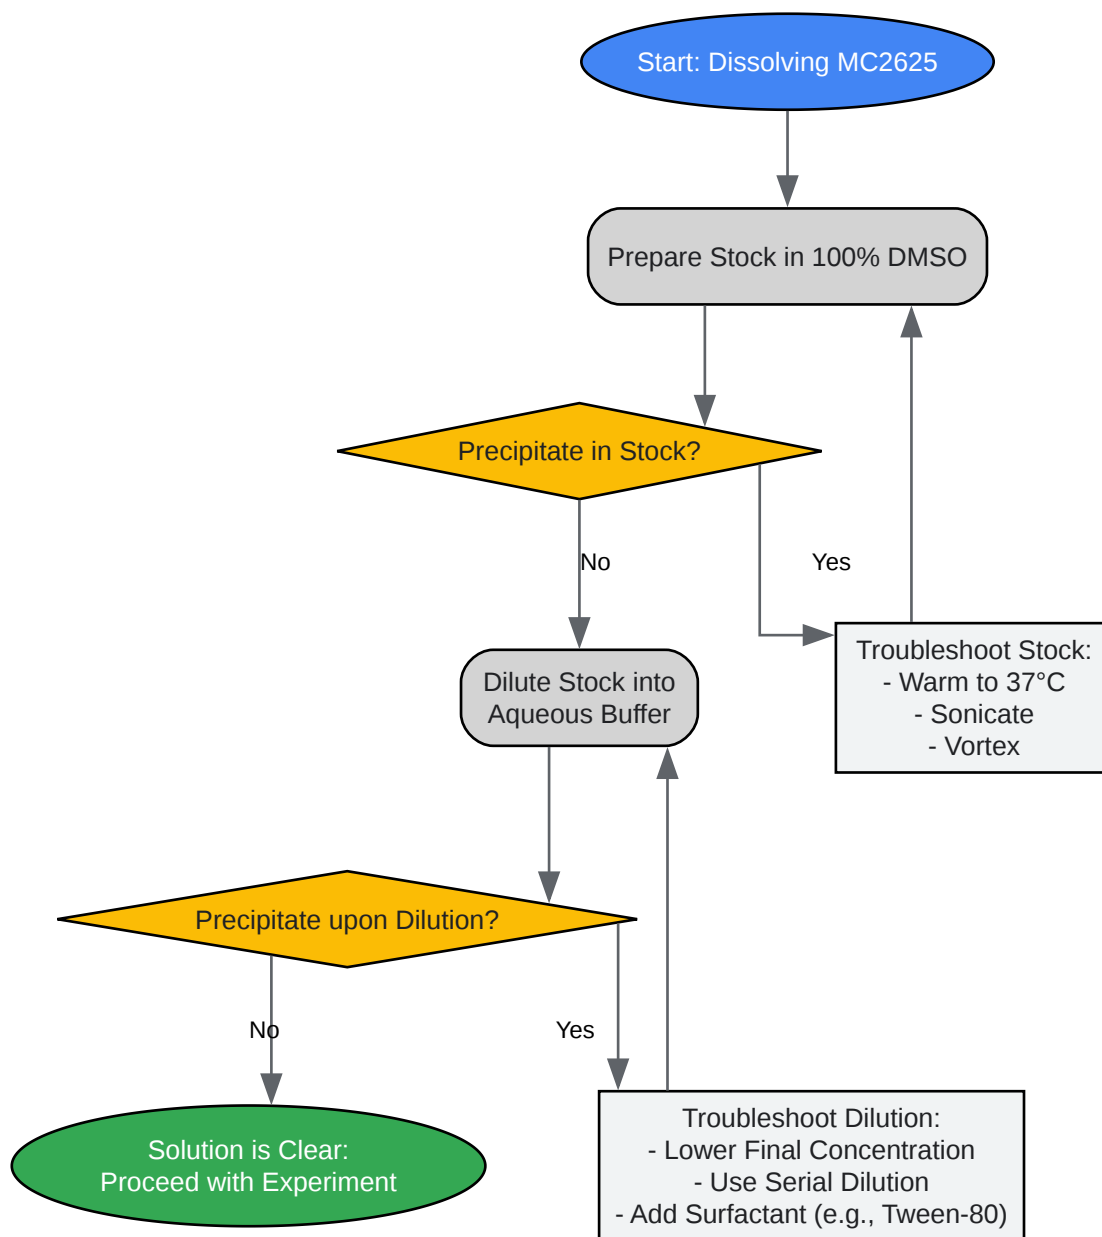 Start: Dissolving MC2625
Prepare Stock in 100% DMSO
Precipitate in Stock?
No
Yes
Troubleshoot Stock:
- Warm to 37°C
- Sonicate
- Vortex
Dilute Stock into
Aqueous Buffer
Precipitate upon Dilution?
No
Yes
Solution is Clear:
Proceed with Experiment
Troubleshoot Dilution:
- Lower Final Concentration
- Use Serial Dilution
- Add Surfactant (e.g., Tween-80)